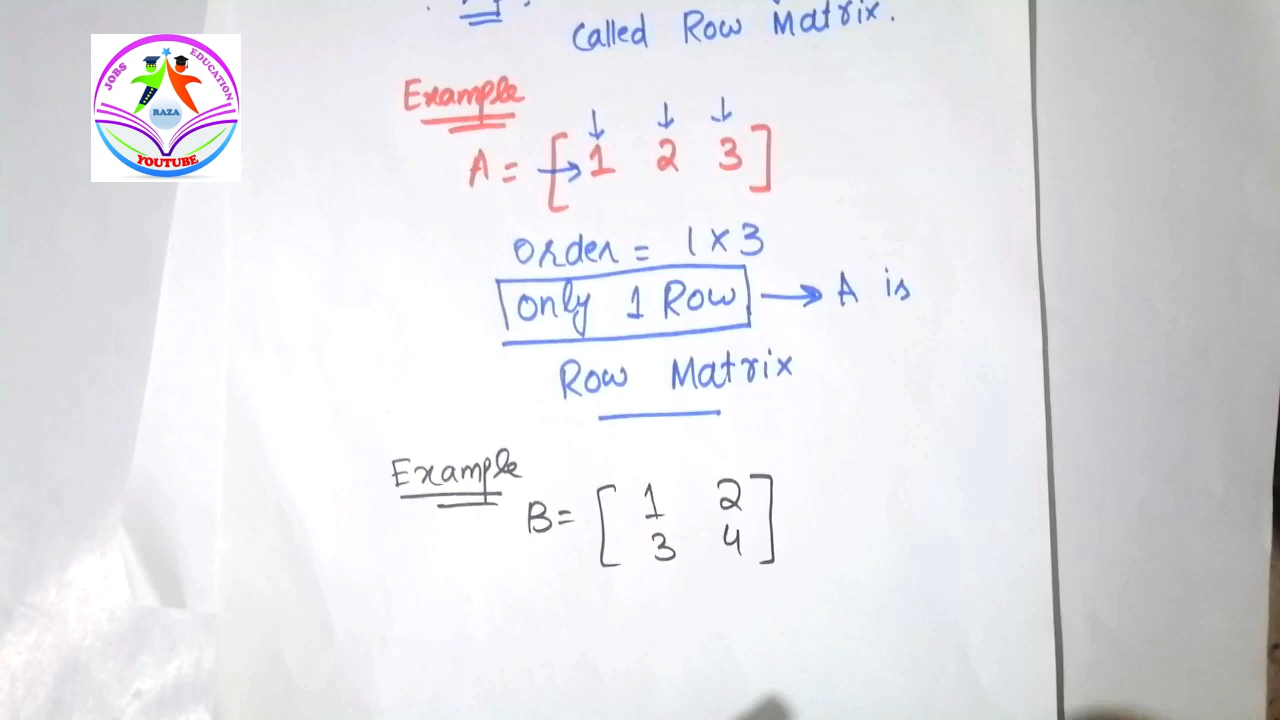 called Row Matrix.
JOBS EDUCATION
RAZA
YOUTUBE
Example
A = [ 1 2 3 ]
order = 1 × 3
only 1 Row → A is
Row Matrix
Example
B = [ 1 2
3 4 ]